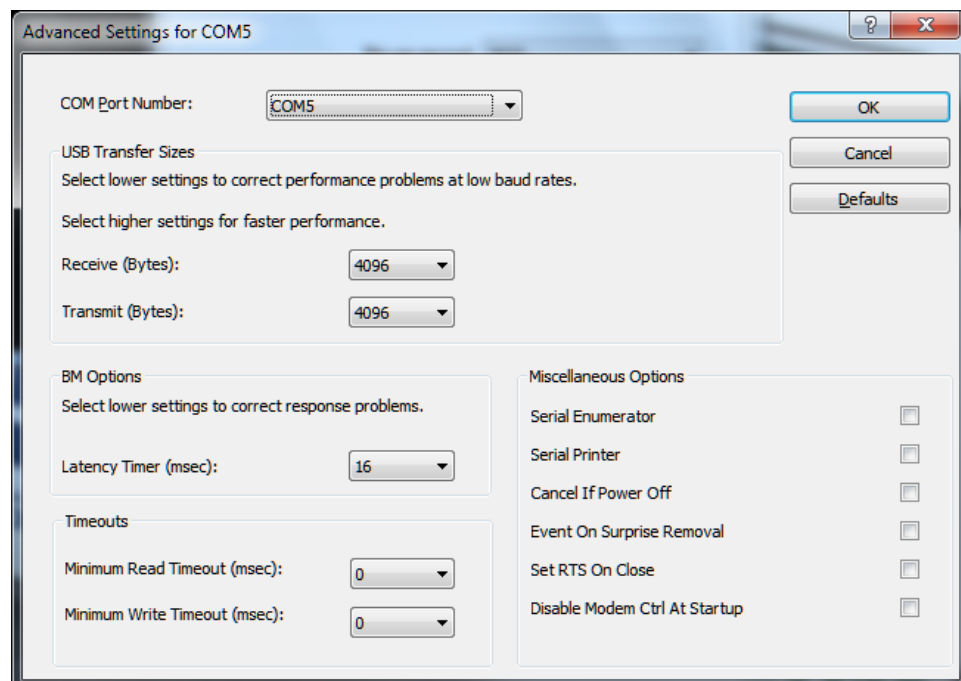 Advanced Settings for COM5
?
X
COM Port Number:
COM5
OK
Cancel
Defaults
USB Transfer Sizes
Select lower settings to correct performance problems at low baud rates.
Select higher settings for faster performance.
Receive (Bytes):
4096
Transmit (Bytes):
4096
BM Options
Select lower settings to correct response problems.
Latency Timer (msec):
16
Timeouts
Minimum Read Timeout (msec):
0
Minimum Write Timeout (msec):
0
Miscellaneous Options
Serial Enumerator
Serial Printer
Cancel If Power Off
Event On Surprise Removal
Set RTS On Close
Disable Modem Ctrl At Startup